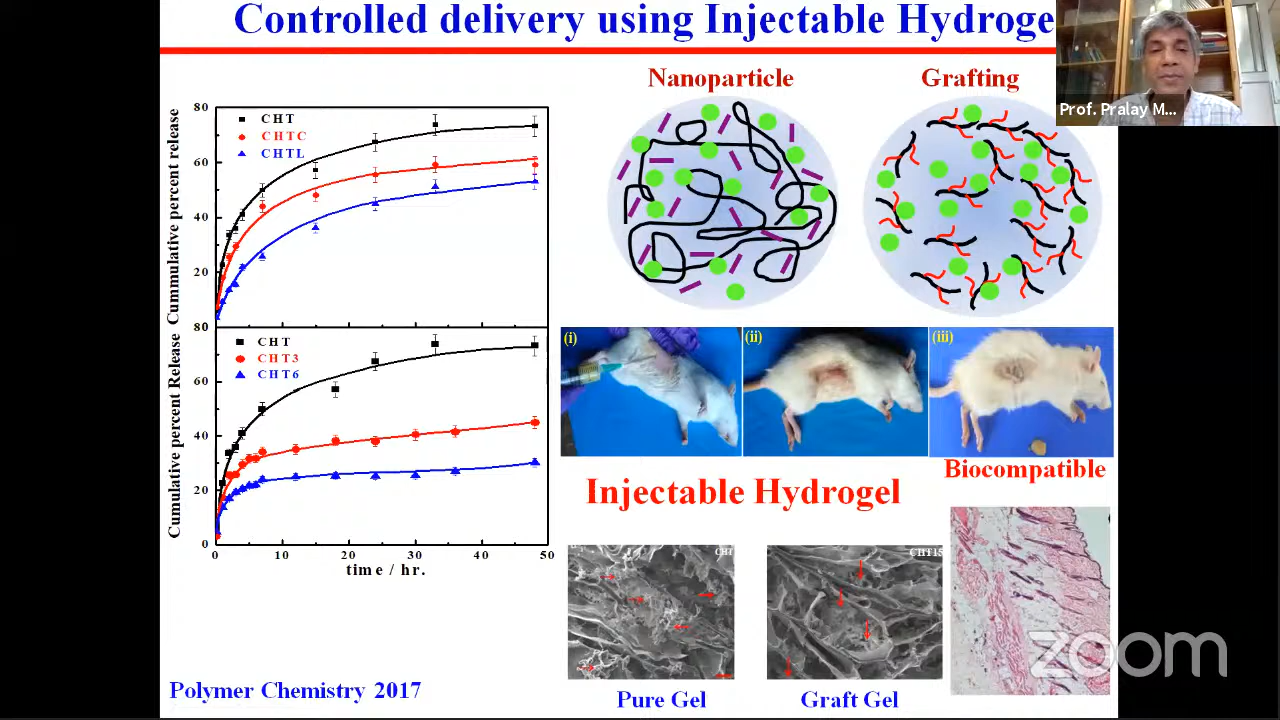 Controlled delivery using Injectable Hydroge
Prof. Pralay M...
Nanoparticle
Grafting
Cummulative percent release
80
60
40
20
CHT
CHTC
CHTL
Cumulative percent Release
80
60
40
20
0
CHT
CHT3
CHT6
0
10
20
30
40
50
time / hr.
(i)
(ii)
(iii)
Biocompatible
Injectable Hydrogel
CHT
CHT15
Pure Gel
Graft Gel
Polymer Chemistry 2017
zoom